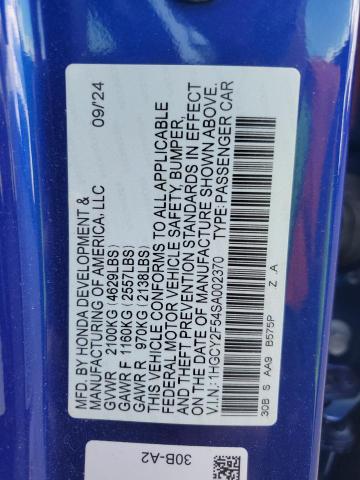 MFD. BY HONDA DEVELOPMENT & 09/'24
MANUFACTURING OF AMERICA, LLC
GVWR 2100KG (4629LBS)
GAWR F 1160KG (2557LBS)
GAWR R 970KG (2138LBS)
THIS VEHICLE CONFORMS TO ALL APPLICABLE
FEDERAL MOTOR VEHICLE SAFETY, BUMPER,
AND THEFT PREVENTION STANDARDS IN EFFECT
ON THE DATE OF MANUFACTURE SHOWN ABOVE.
V.I.N.: 1HGCY2F54SA002370 TYPE: PASSENGER CAR
30B S AA9 B575P Z .A
30B-A2